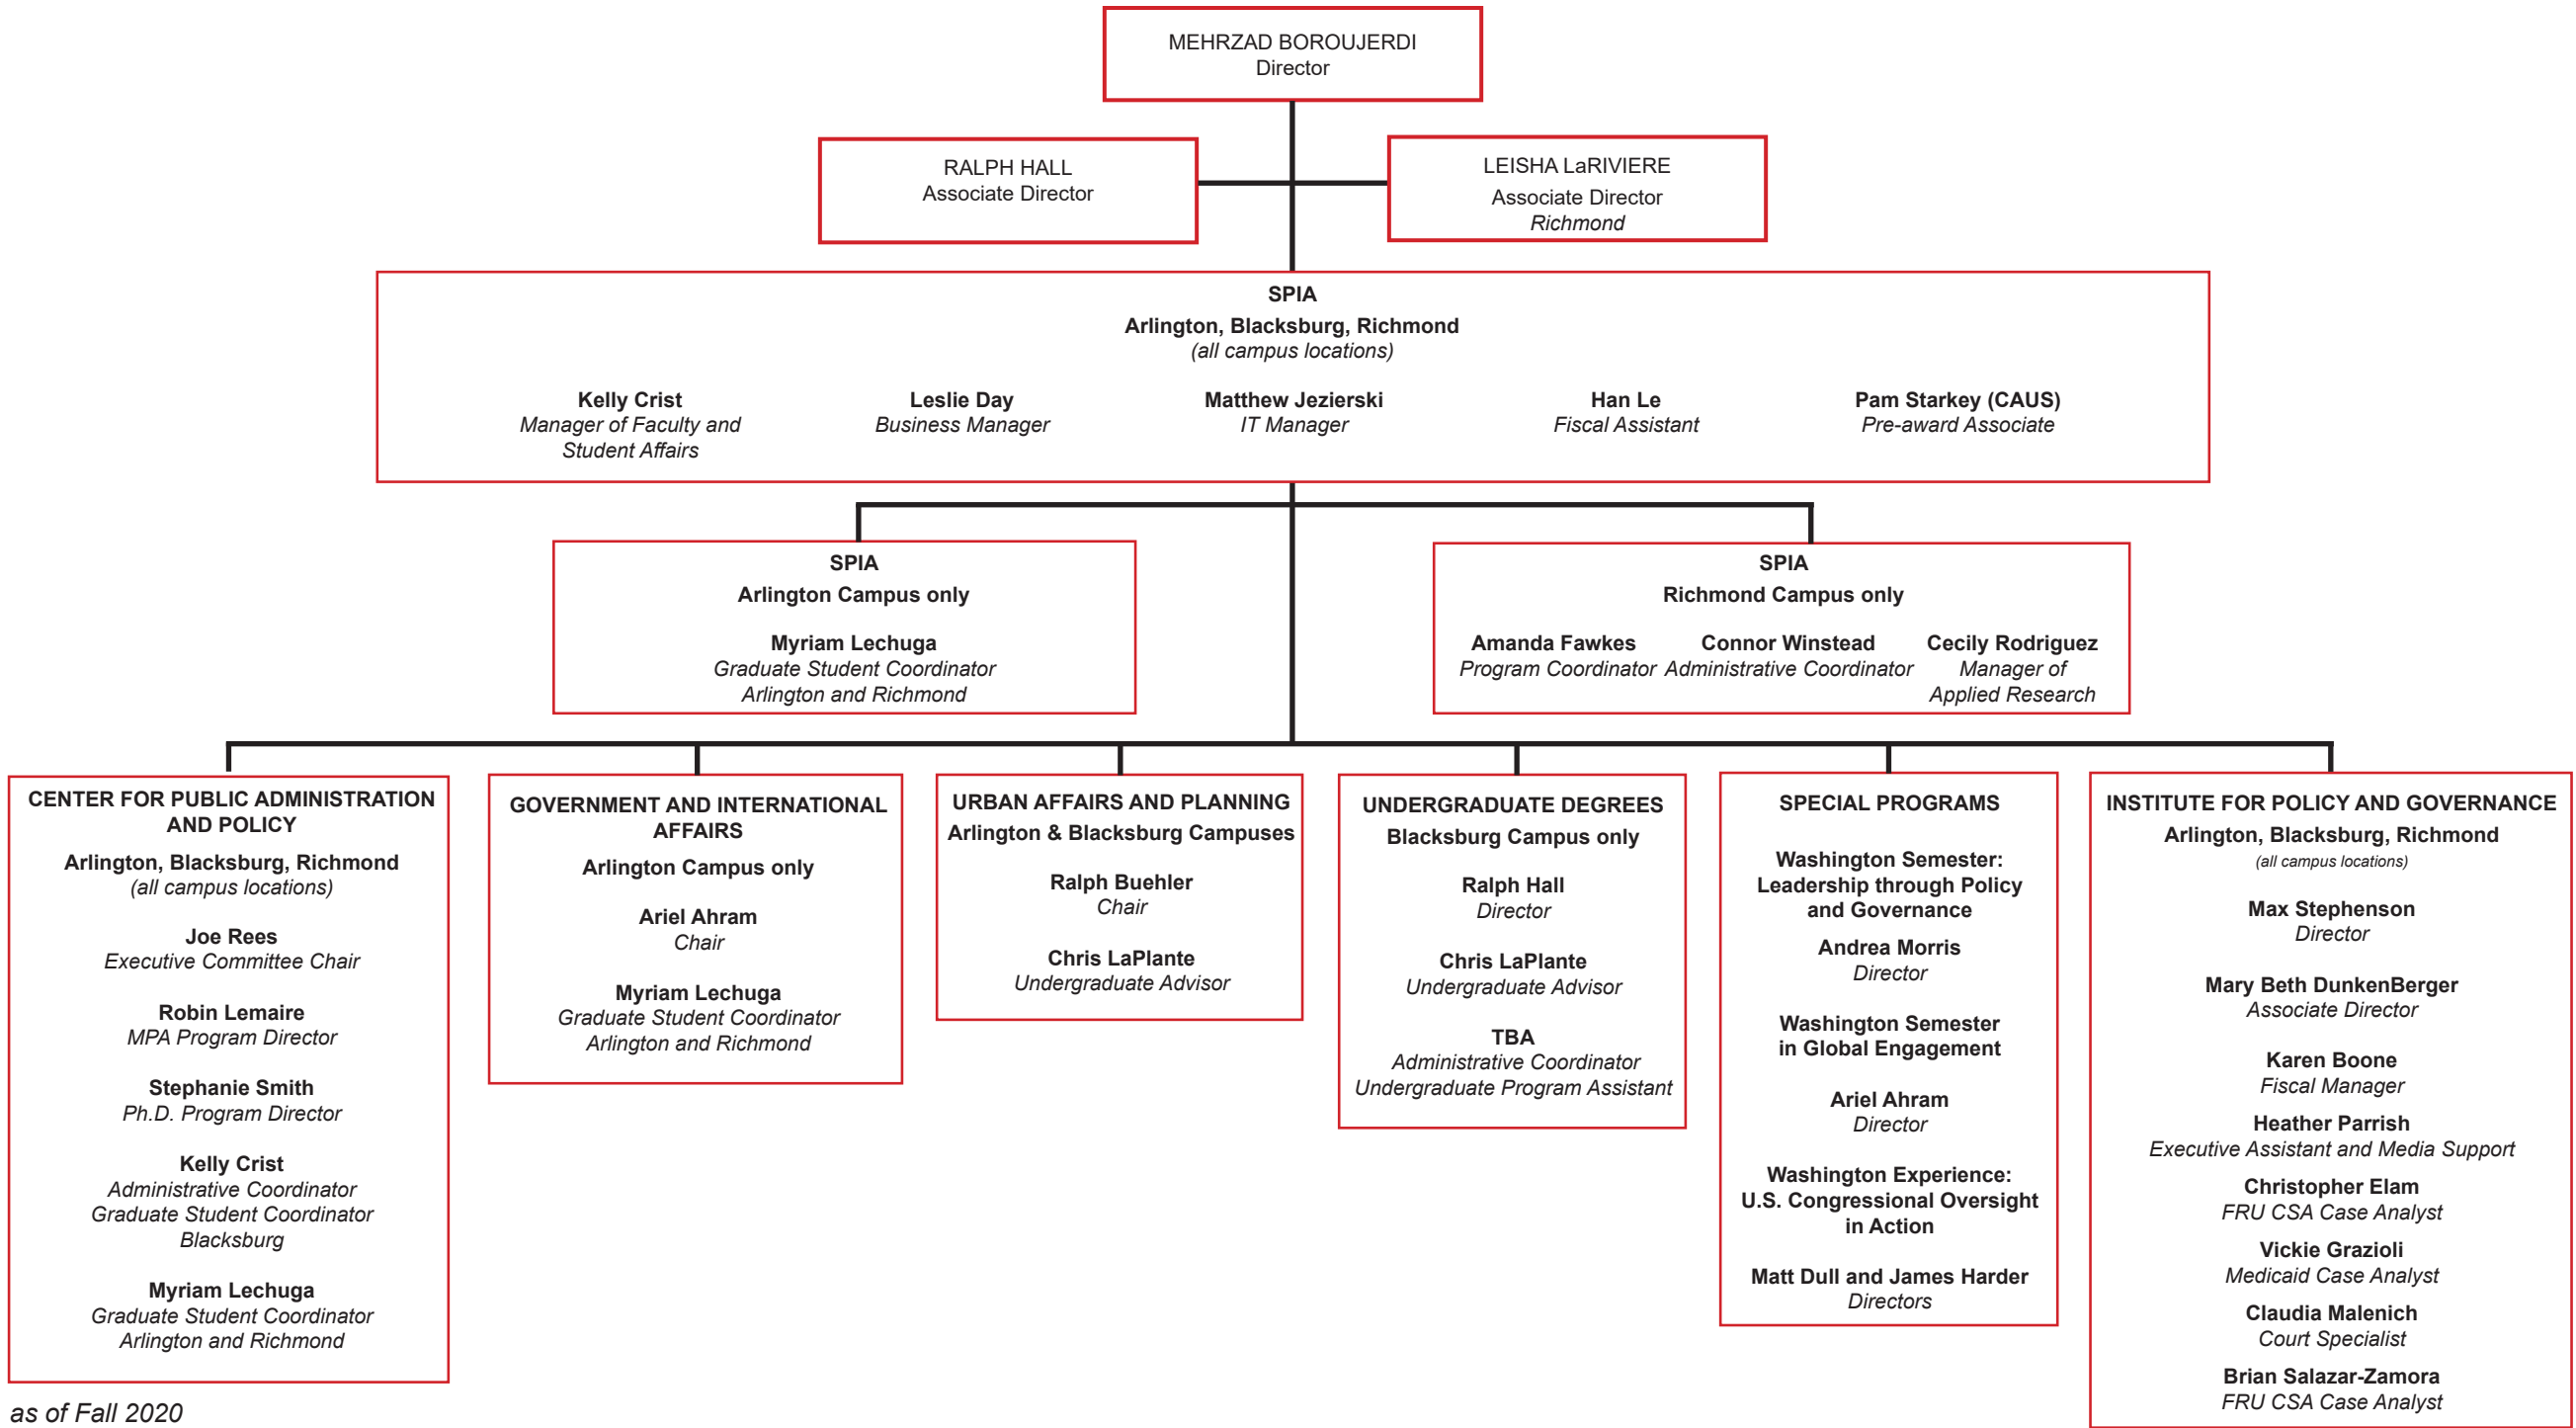 MEHRZAD BOROUJERDI
Director
RALPH HALL
Associate Director
LEISHA LaRIVIERE
Associate Director
Richmond
SPIA
Arlington, Blacksburg, Richmond
(all campus locations)
Kelly Crist
Manager of Faculty and
Student Affairs
Leslie Day
Business Manager
Matthew Jezierski
IT Manager
Han Le
Fiscal Assistant
Pam Starkey (CAUS)
Pre-award Associate
SPIA
Arlington Campus only
Myriam Lechuga
Graduate Student Coordinator
Arlington and Richmond
SPIA
Richmond Campus only
Amanda Fawkes
Program Coordinator
Connor Winstead
Administrative Coordinator
Cecily Rodriguez
Manager of
Applied Research
CENTER FOR PUBLIC ADMINISTRATION
AND POLICY
Arlington, Blacksburg, Richmond
(all campus locations)
Joe Rees
Executive Committee Chair
Robin Lemaire
MPA Program Director
Stephanie Smith
Ph.D. Program Director
Kelly Crist
Administrative Coordinator
Graduate Student Coordinator
Blacksburg
Myriam Lechuga
Graduate Student Coordinator
Arlington and Richmond
GOVERNMENT AND INTERNATIONAL
AFFAIRS
Arlington Campus only
Ariel Ahram
Chair
Myriam Lechuga
Graduate Student Coordinator
Arlington and Richmond
URBAN AFFAIRS AND PLANNING
Arlington & Blacksburg Campuses
Ralph Buehler
Chair
Chris LaPlante
Undergraduate Advisor
UNDERGRADUATE DEGREES
Blacksburg Campus only
Ralph Hall
Director
Chris LaPlante
Undergraduate Advisor
TBA
Administrative Coordinator
Undergraduate Program Assistant
SPECIAL PROGRAMS
Washington Semester:
Leadership through Policy
and Governance
Andrea Morris
Director
Washington Semester
in Global Engagement
Ariel Ahram
Director
Washington Experience:
U.S. Congressional Oversight
in Action
Matt Dull and James Harder
Directors
INSTITUTE FOR POLICY AND GOVERNANCE
Arlington, Blacksburg, Richmond
(all campus locations)
Max Stephenson
Director
Mary Beth DunkenBerger
Associate Director
Karen Boone
Fiscal Manager
Heather Parrish
Executive Assistant and Media Support
Christopher Elam
FRU CSA Case Analyst
Vickie Grazioli
Medicaid Case Analyst
Claudia Malenich
Court Specialist
Brian Salazar-Zamora
FRU CSA Case Analyst
as of Fall 2020